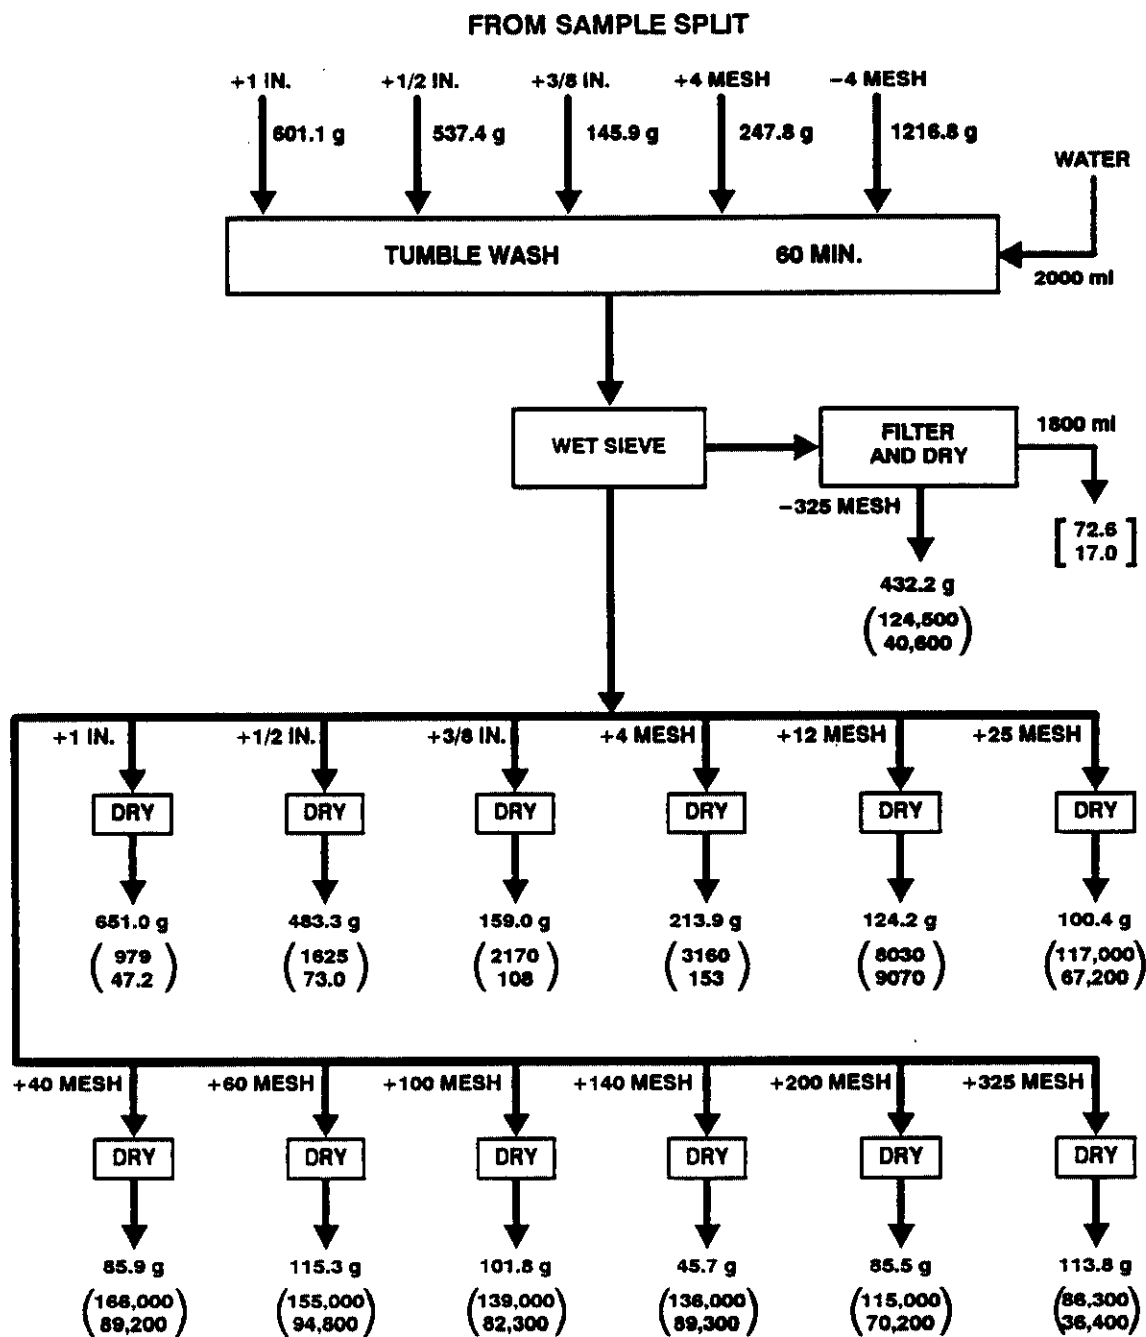 FROM SAMPLE SPLIT
+1 IN. +1/2 IN. +3/8 IN. +4 MESH −4 MESH
601.1 g 537.4 g 145.9 g 247.8 g 1216.8 g
WATER
TUMBLE WASH 60 MIN.
2000 ml
WET SIEVE
FILTER
AND DRY
1800 ml
−325 MESH
[72.6
17.0]
432.2 g
(124,500
40,600)
+1 IN. +1/2 IN. +3/8 IN. +4 MESH +12 MESH +25 MESH
DRY DRY DRY DRY DRY DRY
651.0 g 483.3 g 159.0 g 213.9 g 124.2 g 100.4 g
(979 (1625 (2170 (3160 (8030 (117,000
47.2) 73.0) 108) 153) 9070) 67,200)
+40 MESH +60 MESH +100 MESH +140 MESH +200 MESH +325 MESH
DRY DRY DRY DRY DRY DRY
85.9 g 115.3 g 101.8 g 45.7 g 85.5 g 113.8 g
(166,000 (155,000 (139,000 (136,000 (115,000 (86,300
89,200) 94,800) 82,300) 89,300) 70,200) 36,400)